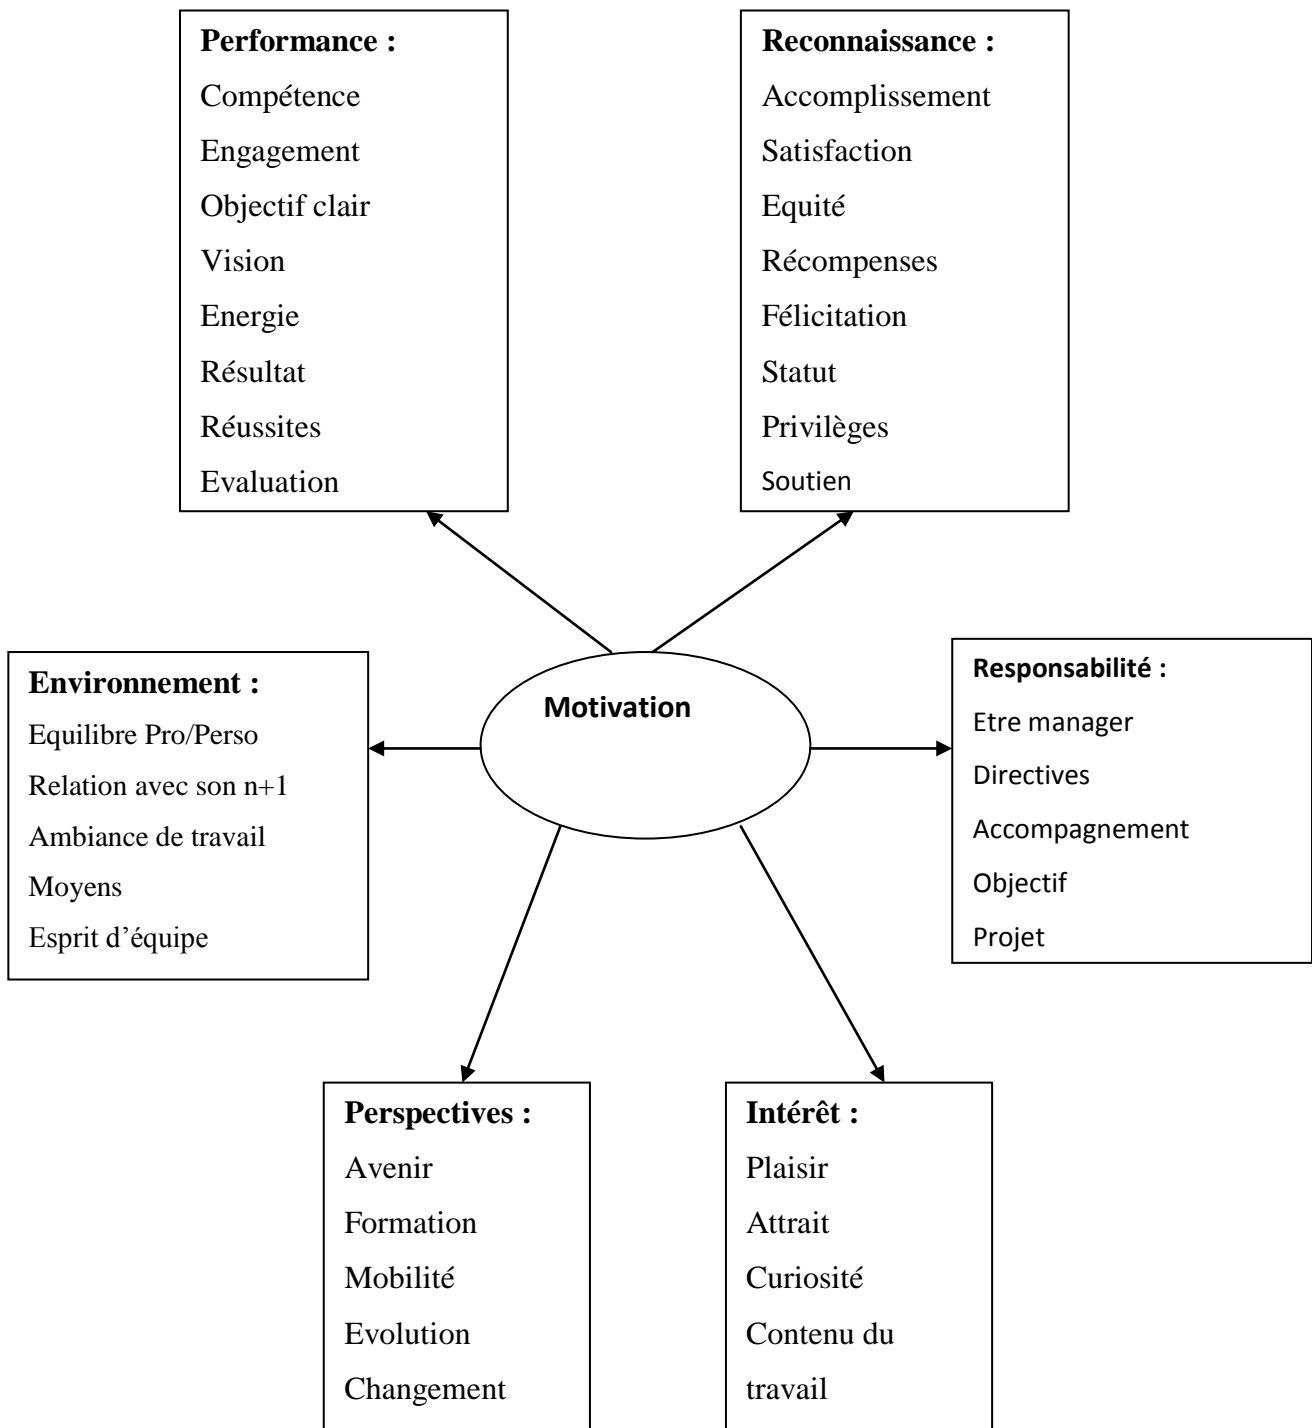 Performance :
Compétence
Engagement
Objectif clair
Vision
Energie
Résultat
Réussites
Evaluation
Reconnaissance :
Accomplissement
Satisfaction
Equité
Récompenses
Félicitation
Statut
Privilèges
Soutien
Environnement :
Equilibre Pro/Perso
Relation avec son n+1
Ambiance de travail
Moyens
Esprit d’équipe
Motivation
Responsabilité :
Etre manager
Directives
Accompagnement
Objectif
Projet
Perspectives :
Avenir
Formation
Mobilité
Evolution
Changement
Intérêt :
Plaisir
Attrait
Curiosité
Contenu du
travail